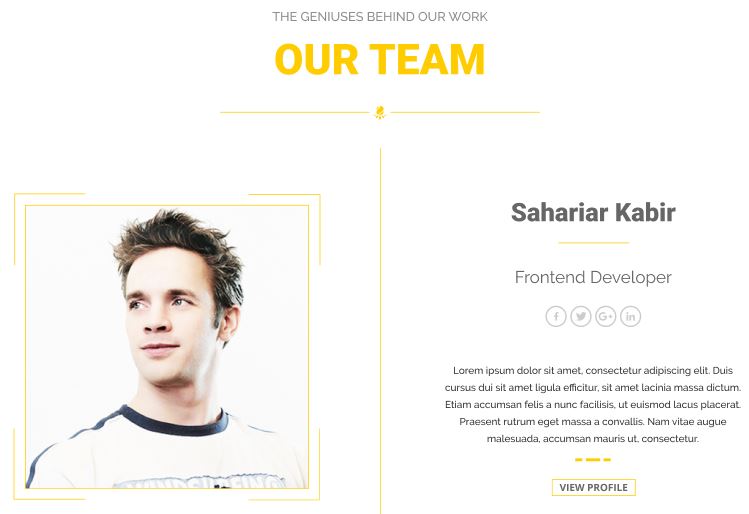 THE GENIUSES BEHIND OUR WORK
OUR TEAM
Sahariar Kabir
Frontend Developer
Lorem ipsum dolor sit amet, consectetur adipiscing elit. Duis
cursus dui sit amet ligula efficitur, sit amet lacinia massa dictum.
Etiam accumsan felis a nunc facilisis, ut euismod lacus placerat.
Praesent rutrum eget massa a convallis. Nam vitae augue
malesuada, accumsan mauris ut, consectetur.
VIEW PROFILE